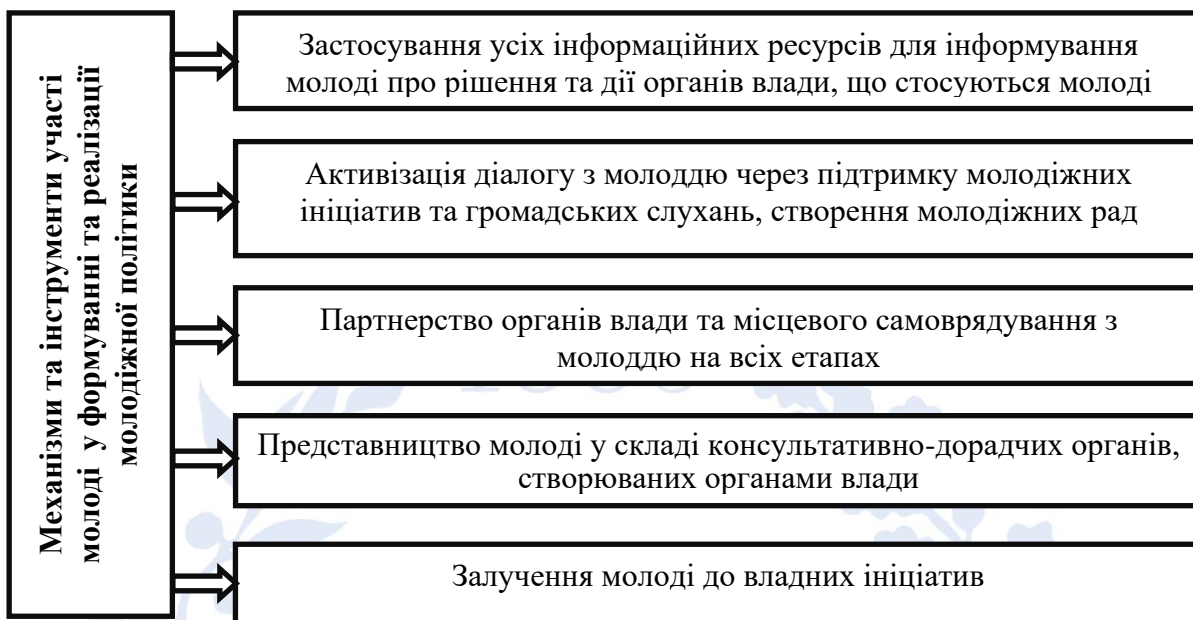 Механізми та інструменти участі
молоді у формуванні та реалізації
молодіжної політики
Застосування усіх інформаційних ресурсів для інформування
молоді про рішення та дії органів влади, що стосуються молоді
Активізація діалогу з молоддю через підтримку молодіжних
ініціатив та громадських слухань, створення молодіжних рад
Партнерство органів влади та місцевого самоврядування з
молоддю на всіх етапах
Представництво молоді у складі консультативно-дорадчих органів,
створюваних органами влади
Залучення молоді до владних ініціатив